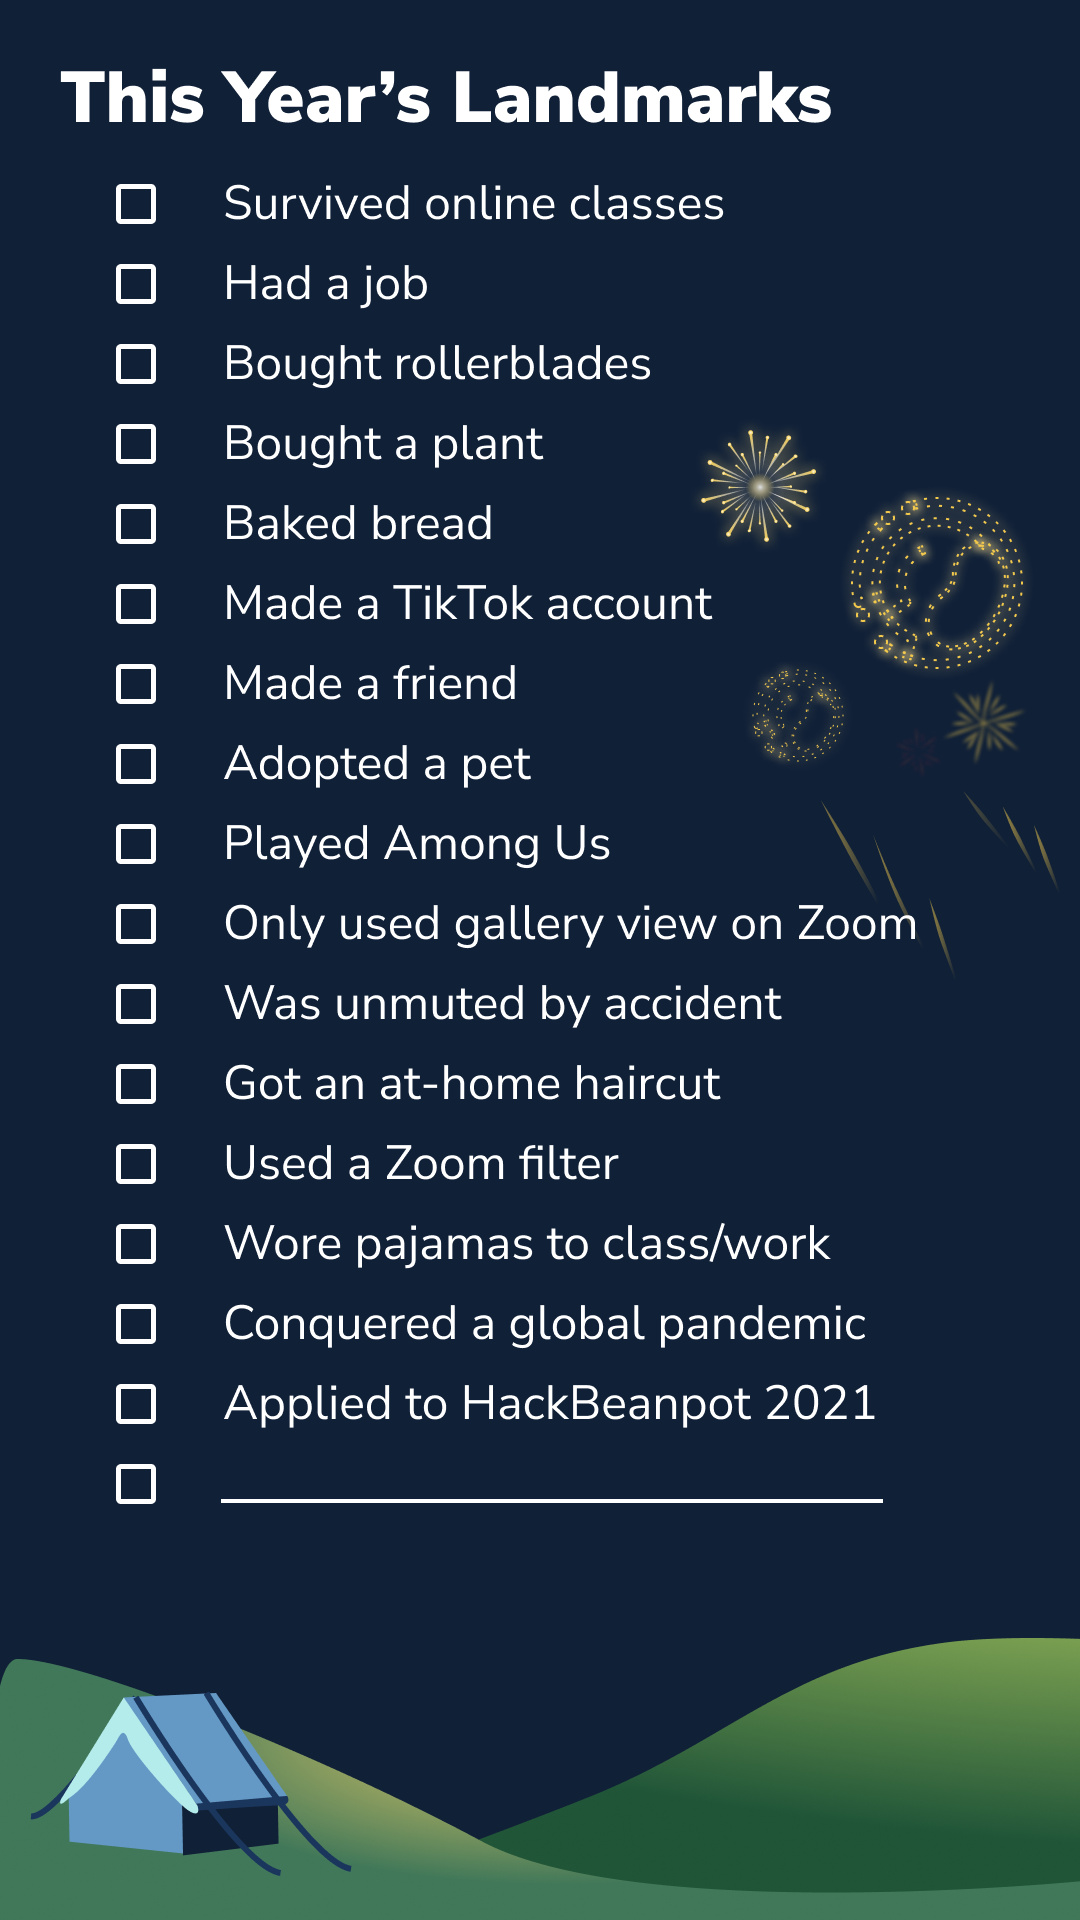 This Year’s Landmarks
Survived online classes
Had a job
Bought rollerblades
Bought a plant
Baked bread
Made a TikTok account
Made a friend
Adopted a pet
Played Among Us
Only used gallery view on Zoom
Was unmuted by accident
Got an at-home haircut
Used a Zoom filter
Wore pajamas to class/work
Conquered a global pandemic
Applied to HackBeanpot 2021